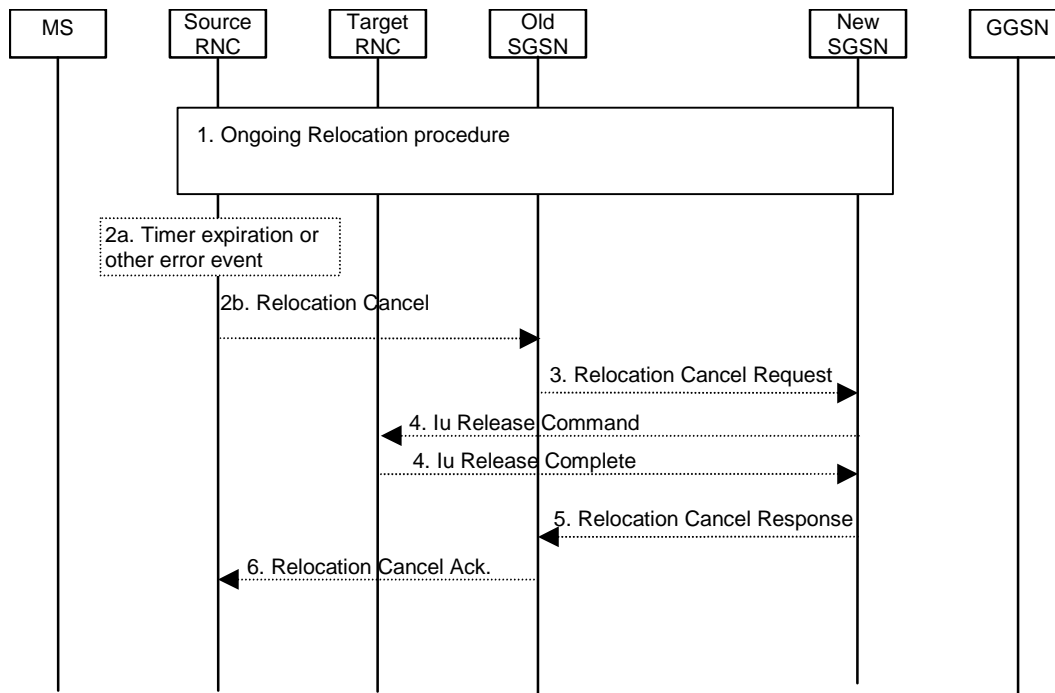 MS
Source
RNC
Target
RNC
Old
SGSN
New
SGSN
GGSN
1. Ongoing Relocation procedure
2a. Timer expiration or
other error event
2b. Relocation Cancel
3. Relocation Cancel Request
4. Iu Release Command
4. Iu Release Complete
5. Relocation Cancel Response
6. Relocation Cancel Ack.